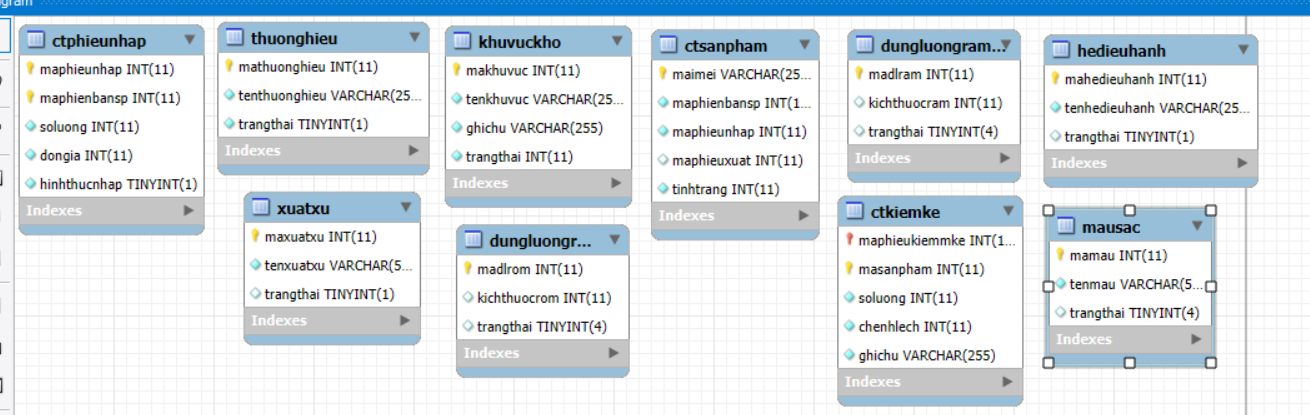 ctphieunhap
maphieunhap INT(11)
maphienbansp INT(11)
soluong INT(11)
dongia INT(11)
hinhthucnhap TINYINT(1)
Indexes
thuonghieu
mathuonghieu INT(11)
tenthuonghieu VARCHAR(25...
trangthai TINYINT(1)
Indexes
khuvuckho
makhuvuc INT(11)
tenkhuvuc VARCHAR(25...
ghichu VARCHAR(255)
trangthai INT(11)
Indexes
ctsanpham
maimei VARCHAR(25...
maphienbansp INT(1...
maphieunhap INT(11)
maphieuxuat INT(11)
tinhtrang INT(11)
Indexes
dungluongram...
madlram INT(11)
kichthuocram INT(11)
trangthai TINYINT(4)
Indexes
hedieuhanh
mahedieuhanh INT(11)
tenhedieuhanh VARCHAR(25...
trangthai TINYINT(1)
Indexes
xuatxu
maxuatxu INT(11)
tenxuatxu VARCHAR(5...
trangthai TINYINT(1)
Indexes
dungluongr...
madlrom INT(11)
kichthuocrom INT(11)
trangthai TINYINT(4)
Indexes
ctkiemke
maphieukiemmke INT(1...
masanpham INT(11)
soluong INT(11)
chenhlech INT(11)
ghichu VARCHAR(255)
Indexes
mausac
mamau INT(11)
tenmau VARCHAR(5...
trangthai TINYINT(4)
Indexes